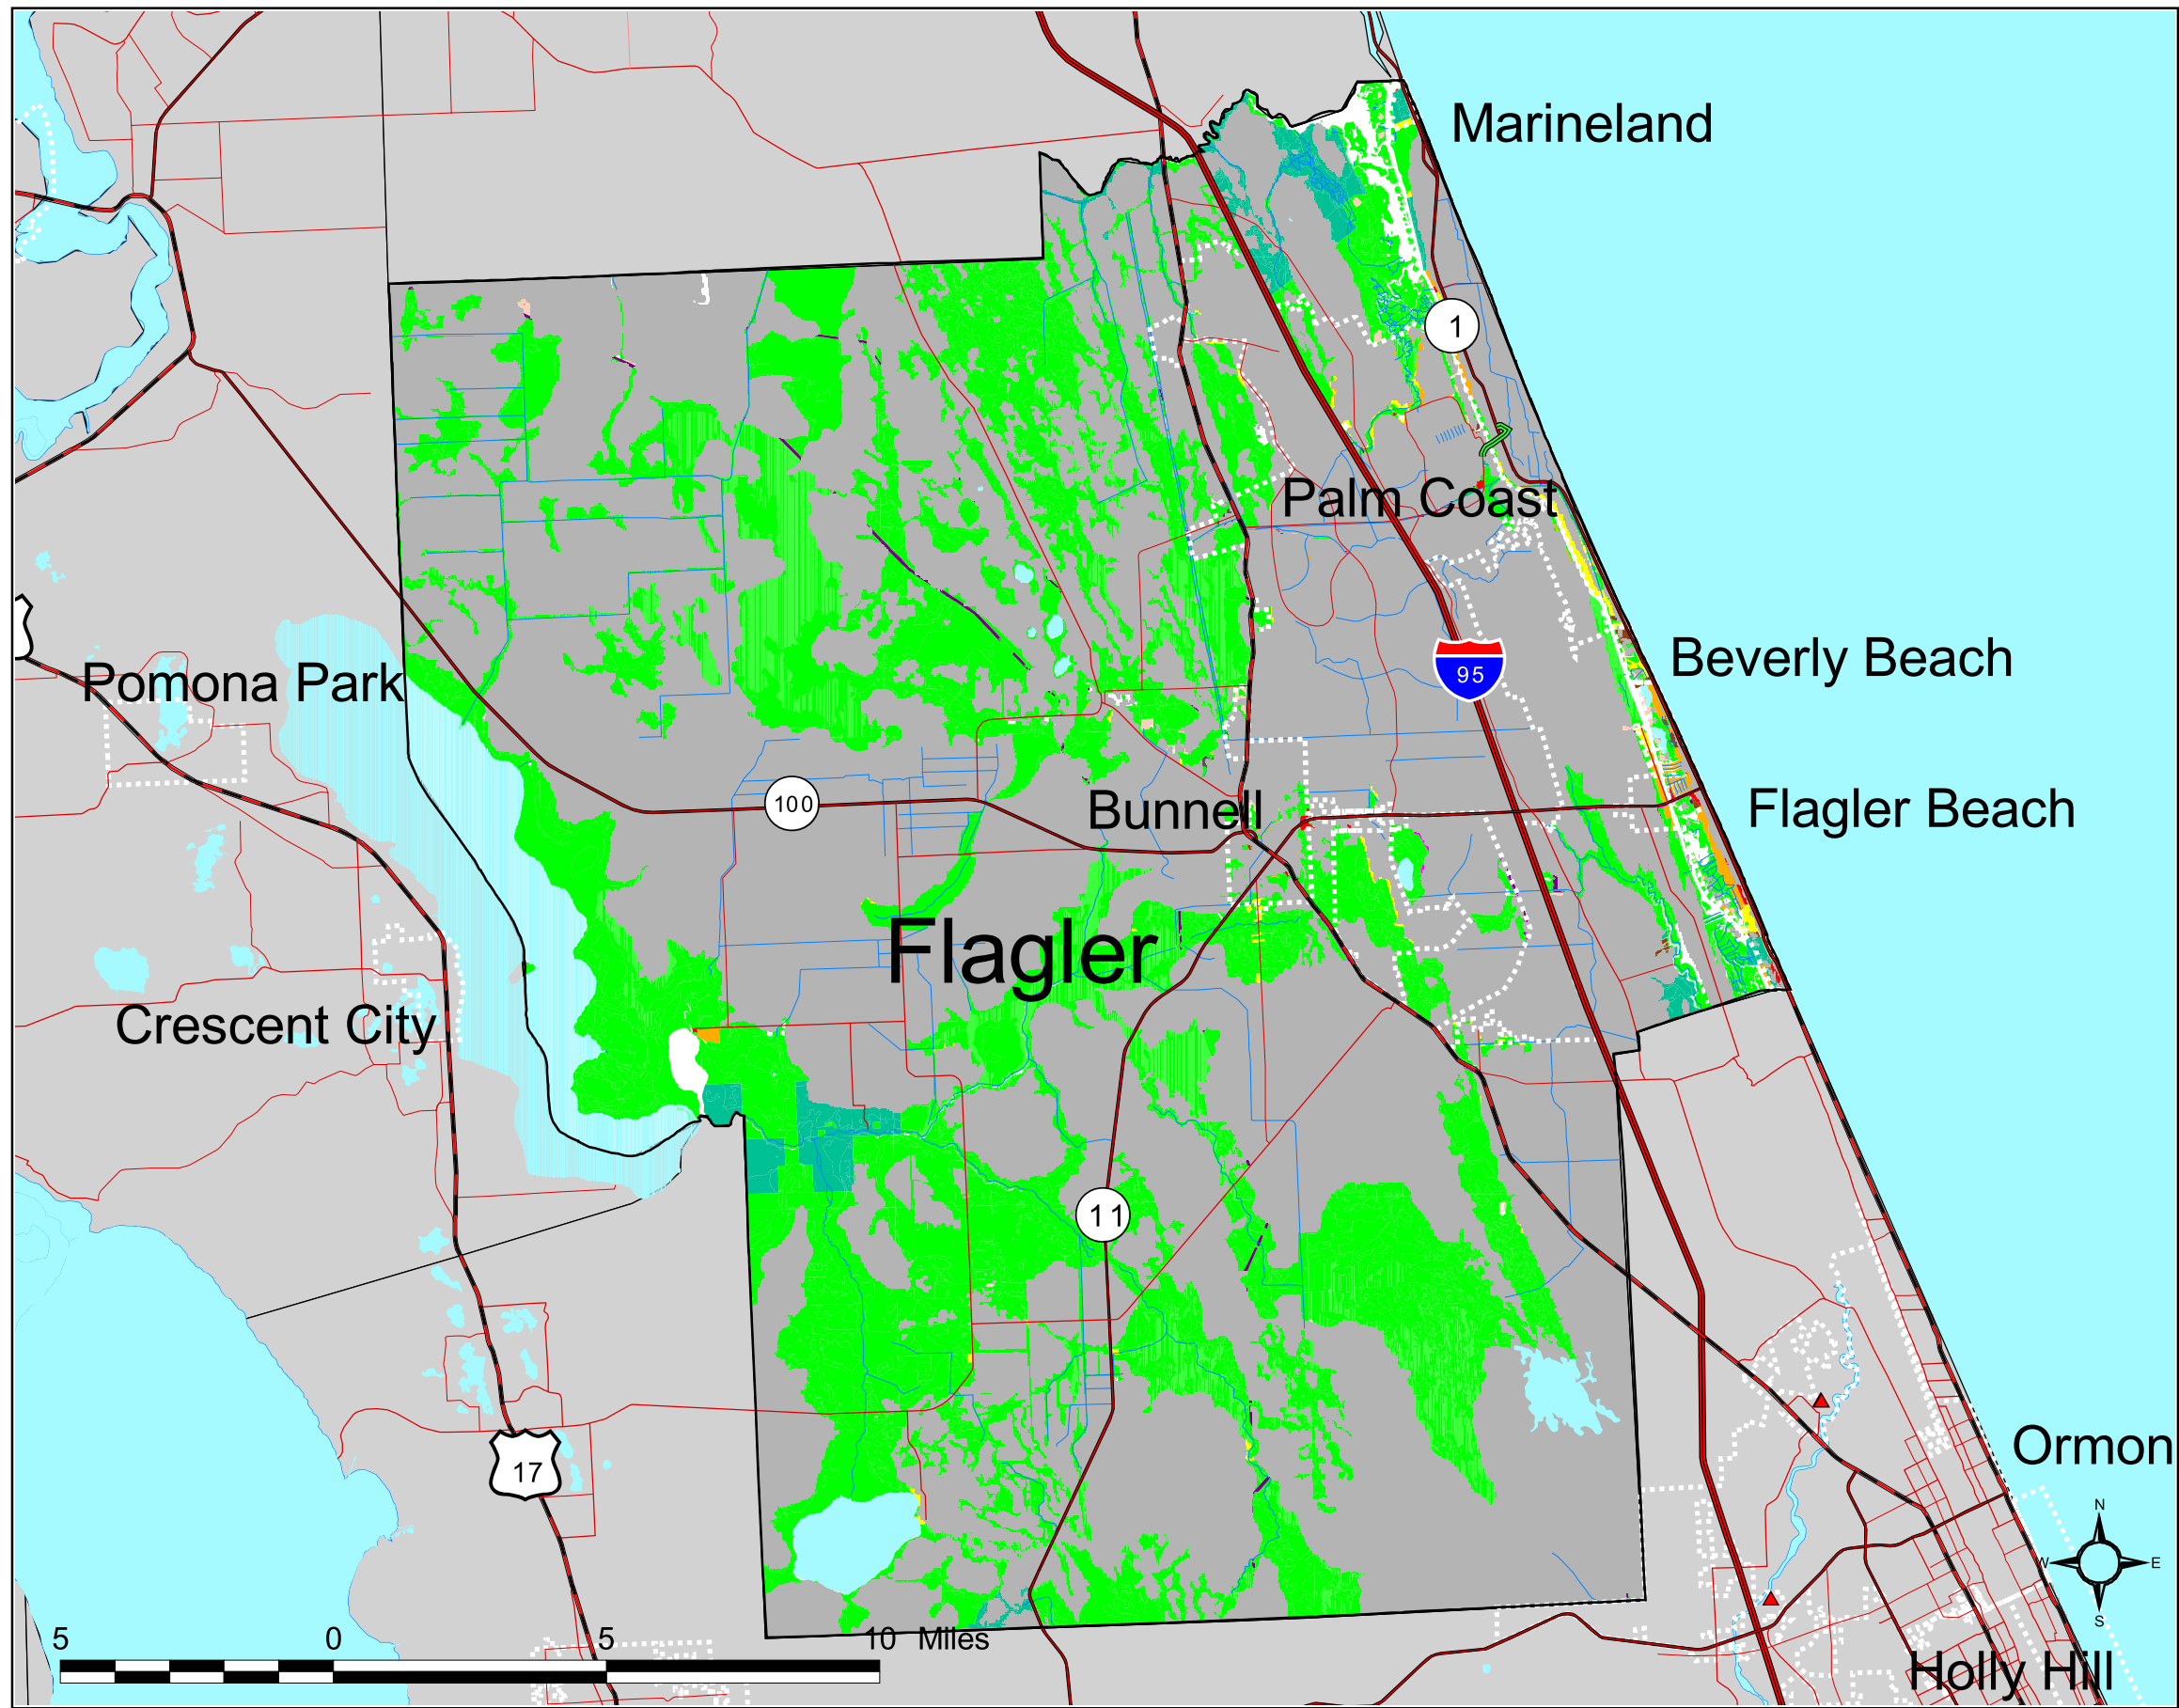 Marineland
1
Palm Coast
Beverly Beach
95
Pomona Park
100
Bunnell
Flagler Beach
Flagler
Crescent City
11
17
Ormon
N
W E
S
5 0 5 10 Miles
Holly Hill